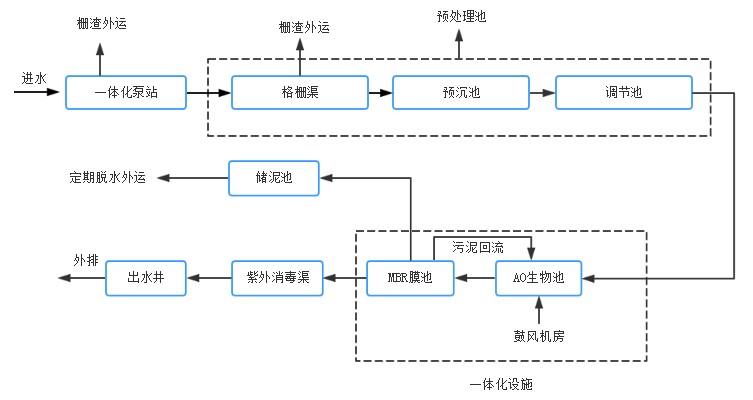 预处理池
栅渣外运
栅渣外运
进水
一体化泵站
格栅渠
预沉池
调节池
定期脱水外运
储泥池
污泥回流
外排
出水井
紫外消毒渠
MBR膜池
AO生物池
鼓风机房
一体化设施